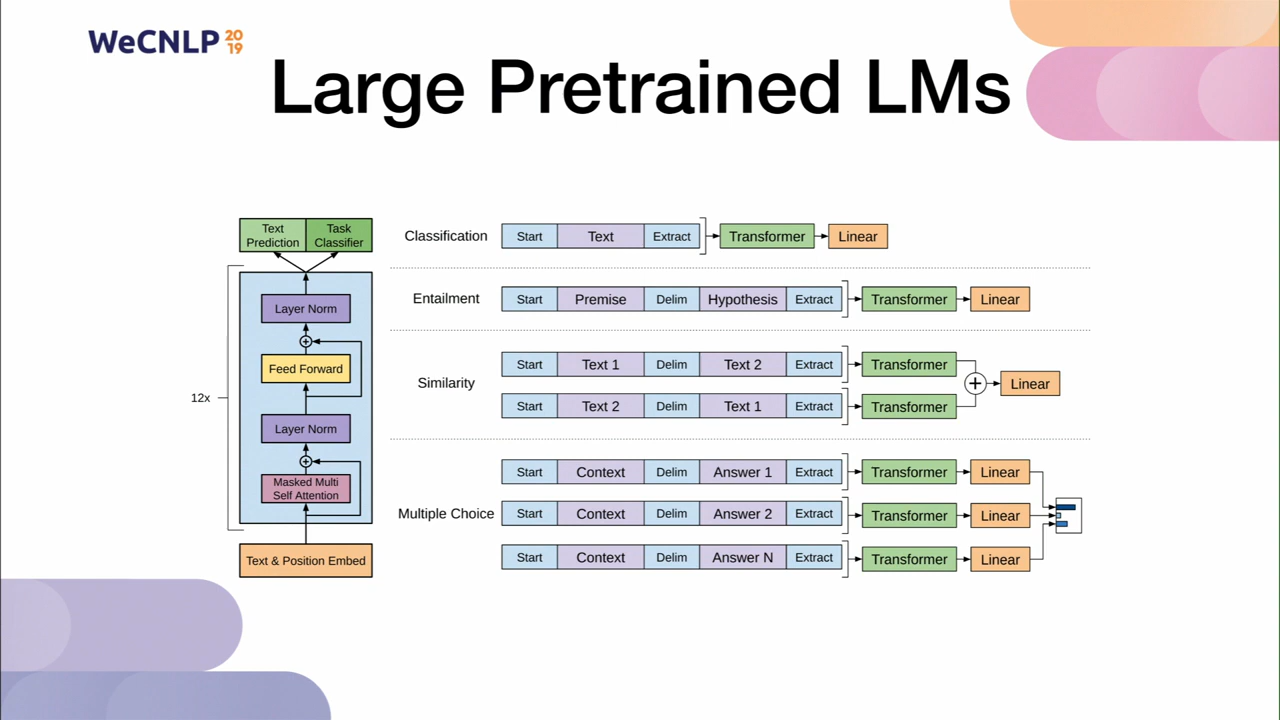 WeCNLP 20
19
Large Pretrained LMs
Text
Prediction
Task
Classifier
Layer Norm
Feed Forward
Layer Norm
Masked Multi
Self Attention
12x
Text & Position Embed
Classification Start Text Extract Transformer Linear
Entailment Start Premise Delim Hypothesis Extract Transformer Linear
Similarity
Start Text 1 Delim Text 2 Extract Transformer
+ Linear
Start Text 2 Delim Text 1 Extract Transformer
Start Context Delim Answer 1 Extract Transformer Linear
Multiple Choice Start Context Delim Answer 2 Extract Transformer Linear
Start Context Delim Answer N Extract Transformer Linear